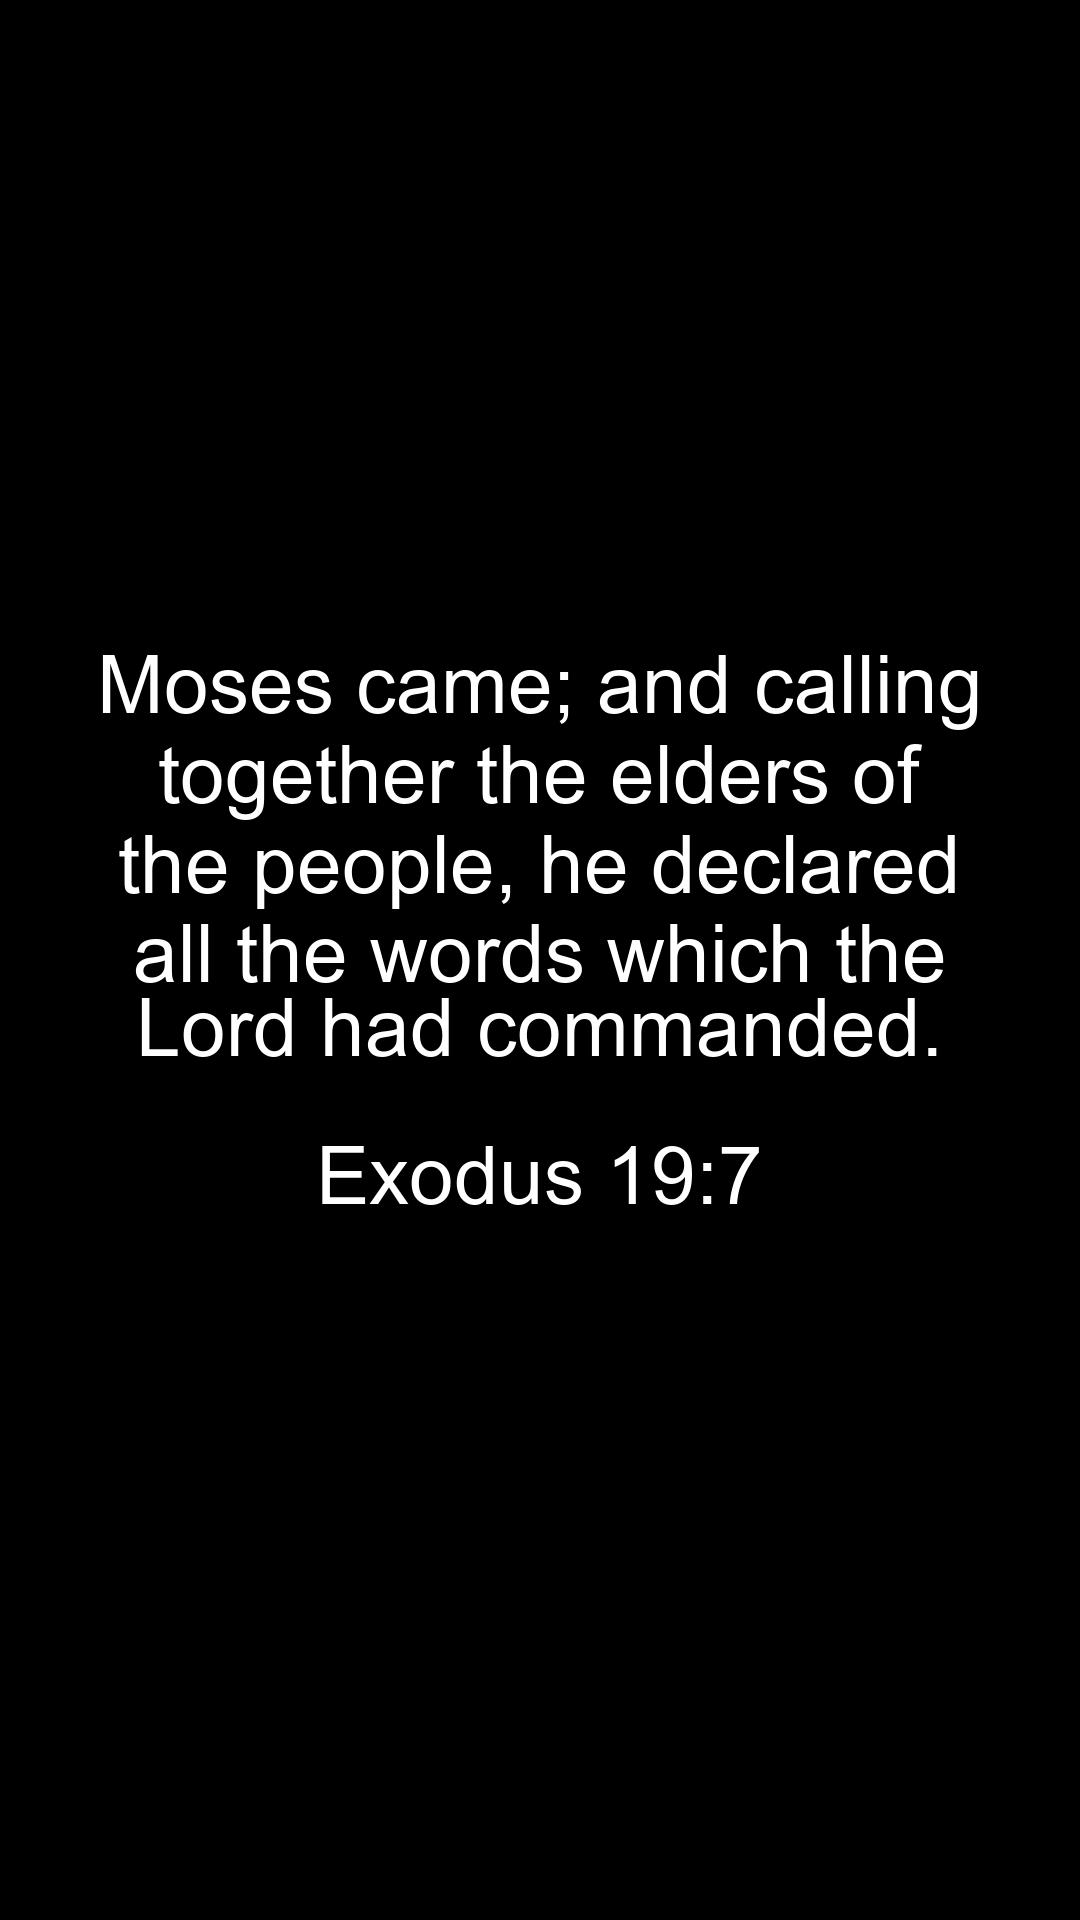 Moses came; and calling
together the elders of
the people, he declared
all the words which the
Lord had commanded.
Exodus 19:7